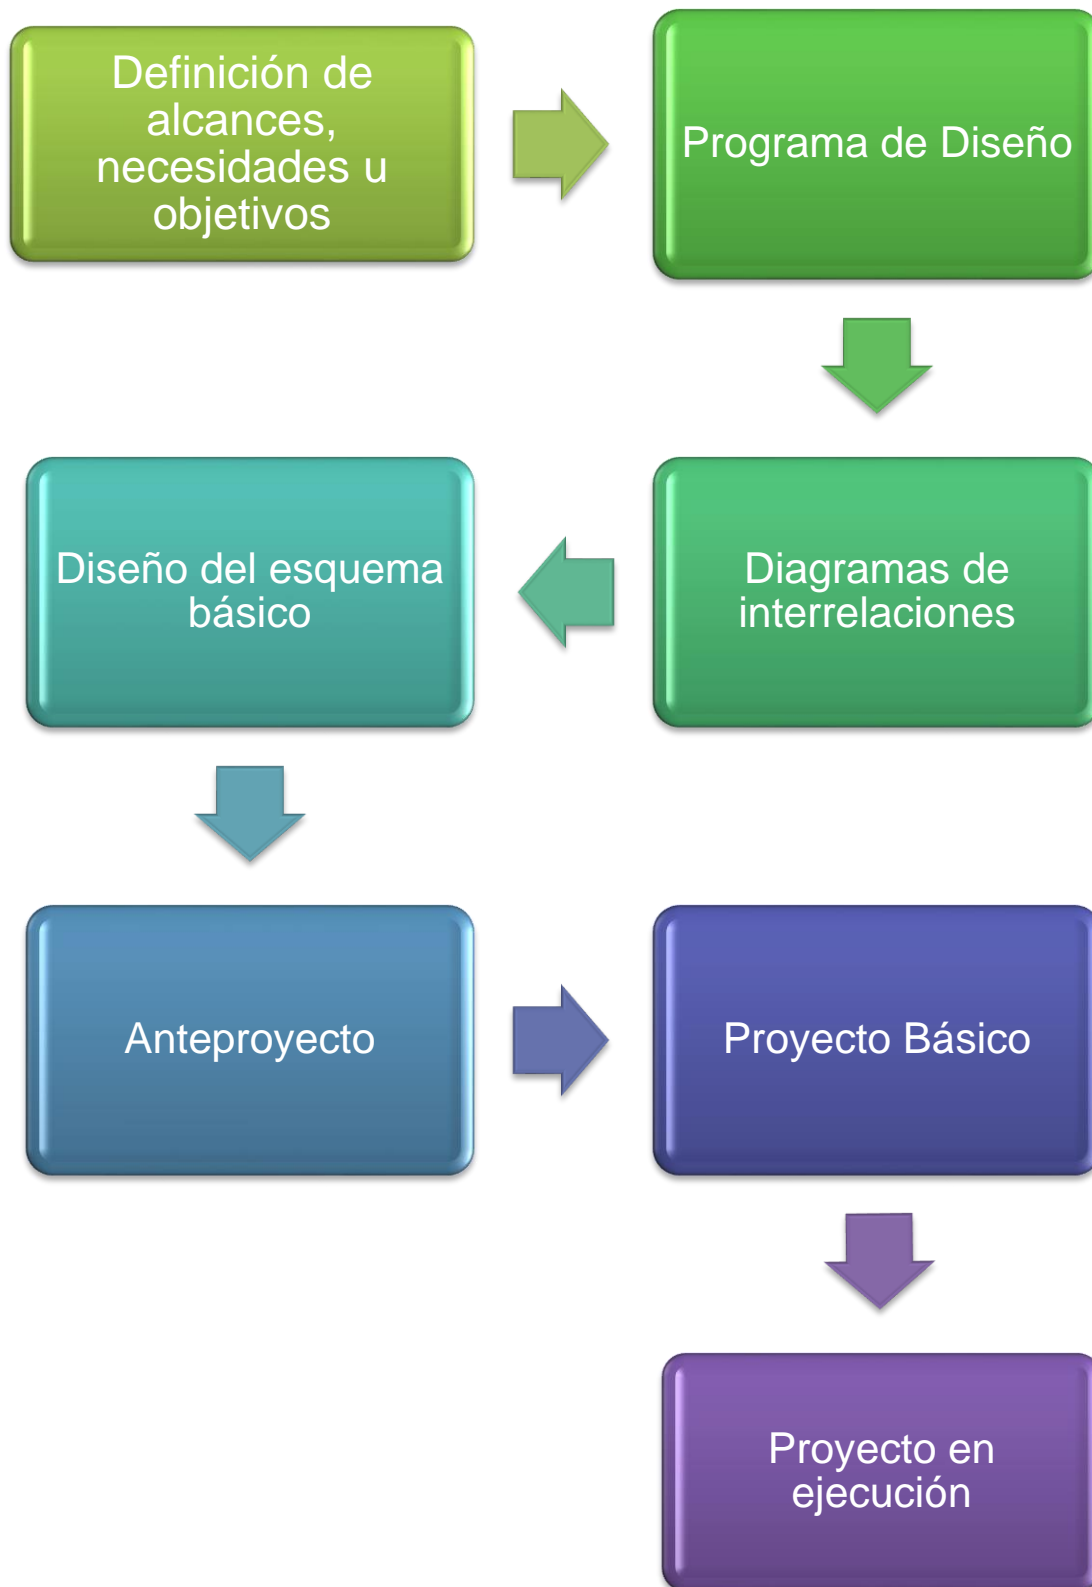 Definición de
alcances,
necesidades u
objetivos
Programa de Diseño
Diagramas de
interrelaciones
Diseño del esquema
básico
Anteproyecto
Proyecto Básico
Proyecto en
ejecución